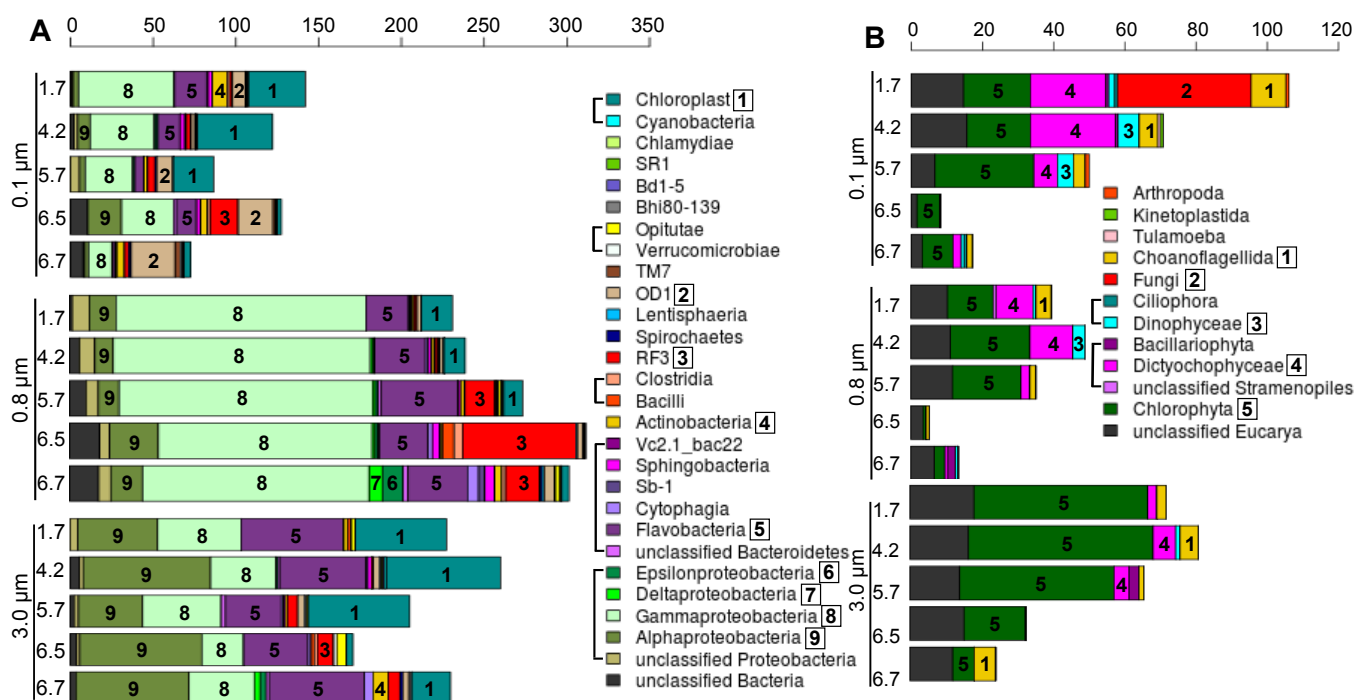 A
0 50 100 150 200 250 300 350
0.1 µm
1.7 8 5 4 2 1
4.2 9 8 5 1
5.7 8 2 1
6.5 9 8 5 3 2
6.7 8 2
0.8 µm
1.7 9 8 5 1
4.2 9 8 5 1
5.7 9 8 5 3 1
6.5 9 8 5 3
6.7 9 8 7 6 5 3
3.0 µm
1.7 9 8 5 1
4.2 9 8 5 1
5.7 9 8 5 1
6.5 9 8 5 3
6.7 9 8 5 4 1
Chloroplast 1
Cyanobacteria
Chlamydiae
SR1
Bd1-5
Bhi80-139
Opitutae
Verrucomicrobiae
TM7
OD1 2
Lentisphaeria
Spirochaetes
RF3 3
Clostridia
Bacilli
Actinobacteria 4
Vc2.1_bac22
Sphingobacteria
Sb-1
Cytophagia
Flavobacteria 5
unclassified Bacteroidetes
Epsilonproteobacteria 6
Deltaproteobacteria 7
Gammaproteobacteria 8
Alphaproteobacteria 9
unclassified Proteobacteria
unclassified Bacteria
B
0 20 40 60 80 100 120
0.1 µm
1.7 5 4 2 1
4.2 5 4 3 1
5.7 5 4 3
6.5 5
6.7 5
0.8 µm
1.7 5 4 1
4.2 5 4 3
5.7 5
6.5
6.7
3.0 µm
1.7 5
4.2 5 4 1
5.7 5 4
6.5 5
6.7 5 1
Arthropoda
Kinetoplastida
Tulamoeba
Choanoflagellida 1
Fungi 2
Ciliophora
Dinophyceae 3
Bacillariophyta
Dictyochophyceae 4
unclassified Stramenopiles
Chlorophyta 5
unclassified Eucarya